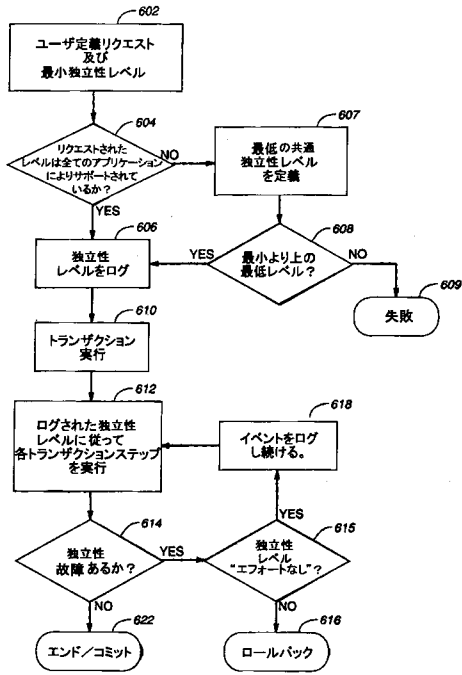 602
ユーザ定義リクエスト
及び
最小独立性レベル
604
リクエストされた
レベルは全てのアプリケーション
によりサポートされて
いるか?
NO
YES
607
最低の共通
独立性レベル
を定義
606
独立性
レベルをログ
608
最小より上の
最低レベル?
YES
NO
609
失敗
610
トランザクション
実行
612
ログされた独立性
レベルに従って
各トランザクションステップ
を実行
618
イベントをログ
し続ける。
614
独立性
故障あるか?
YES
NO
615
独立性
レベル
“エフォートなし”?
YES
NO
622
エンド/コミット
616
ロールバック